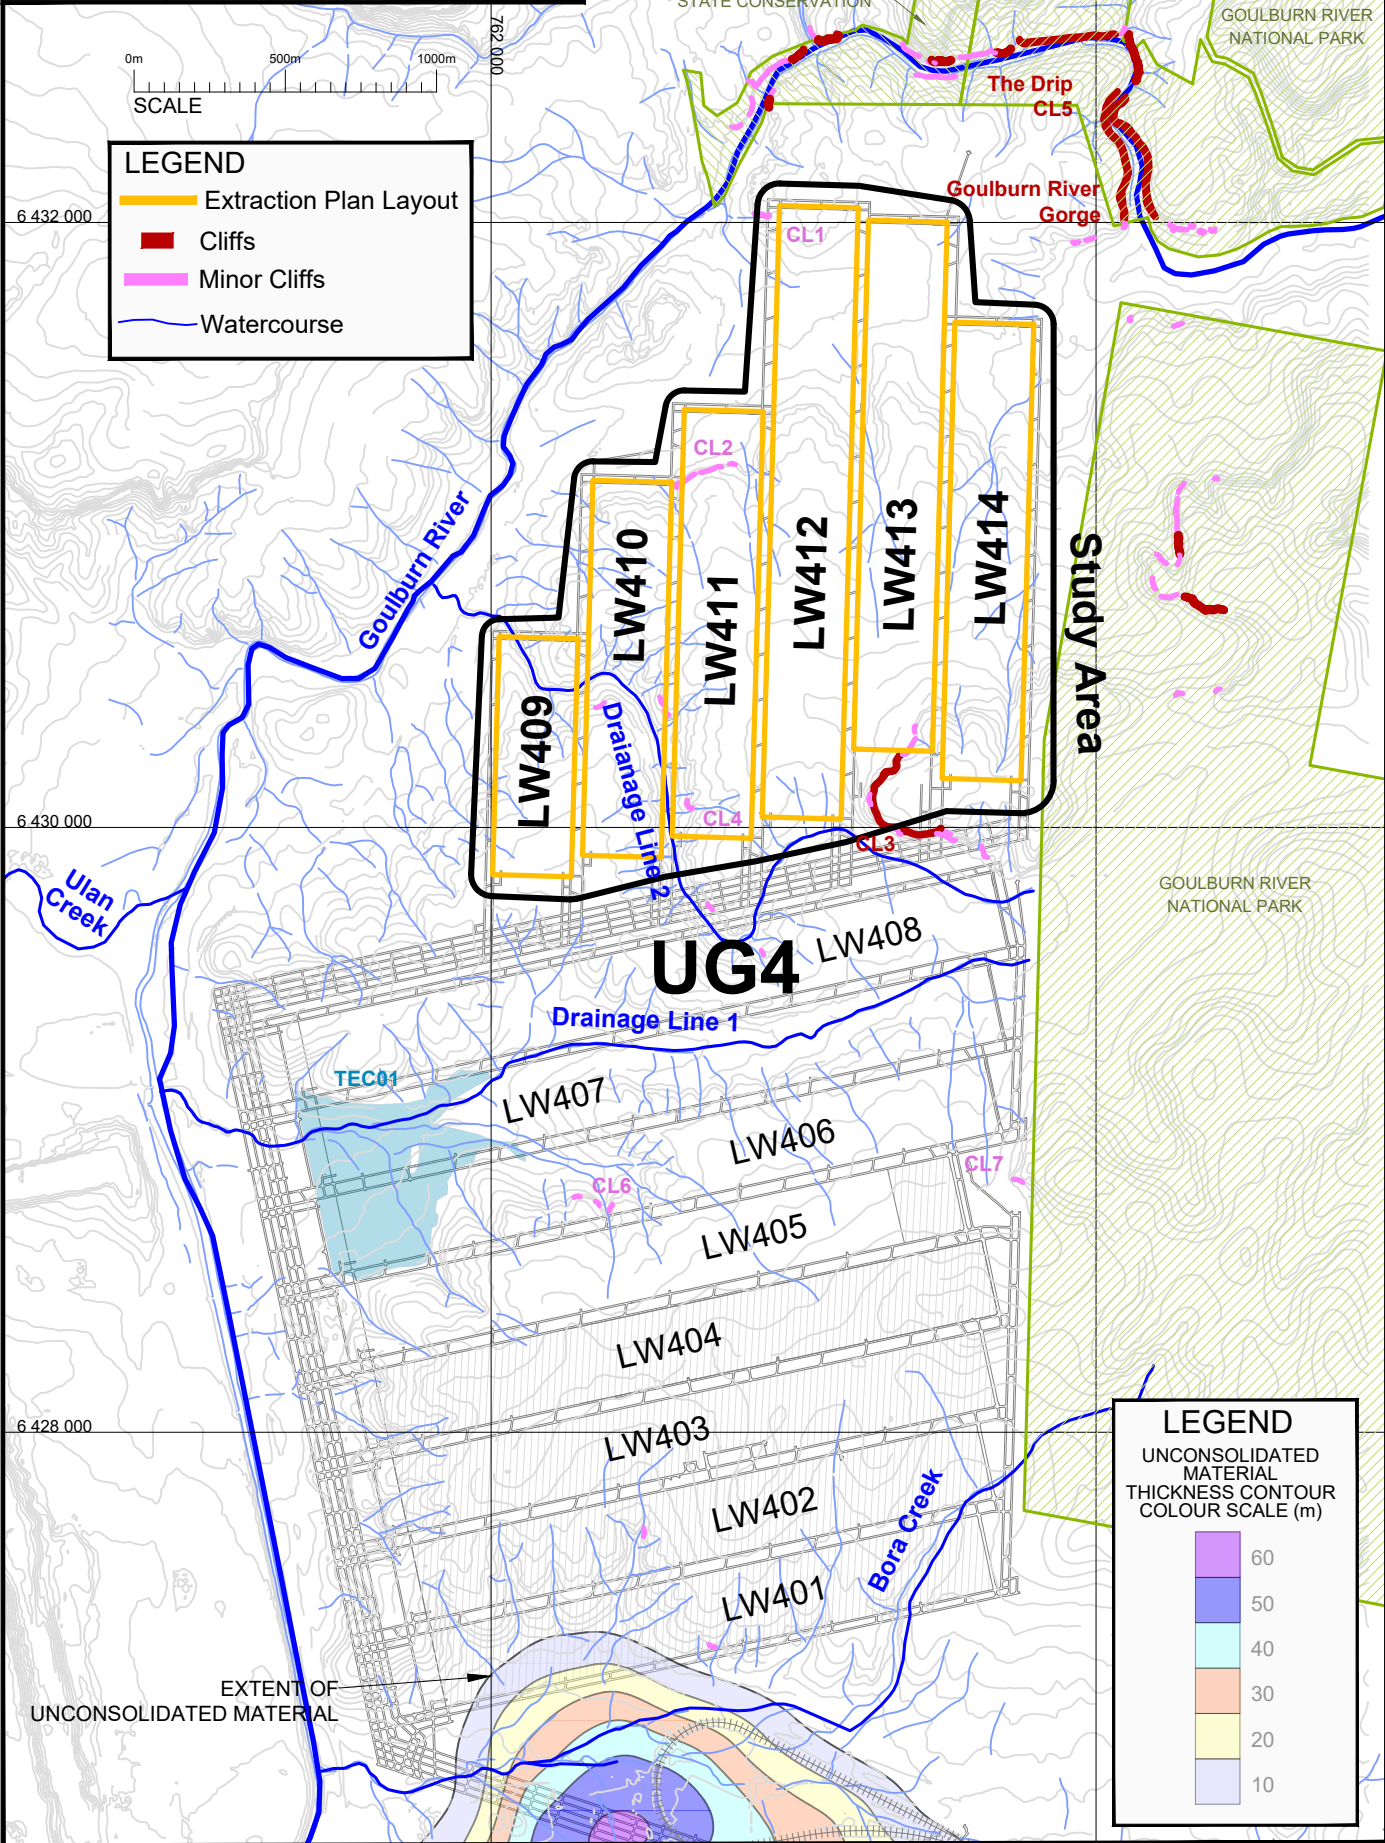 STATE CONSERVATION
GOULBURN RIVER
NATIONAL PARK
762 000
0m 500m 1000m
SCALE
The Drip
CL5
LEGEND
Extraction Plan Layout
Cliffs
Minor Cliffs
Watercourse
Goulburn River
Gorge
6 432 000
CL1
CL2
Goulburn River
LW409
LW410
LW411
LW412
LW413
LW414
Study Area
Draianage Line 2
CL4
6 430 000
CL3
Ulan
Creek
GOULBURN RIVER
NATIONAL PARK
LW408
UG4
Drainage Line 1
TEC01
LW407
LW406
CL7
CL6
LW405
LW404
6 428 000
LW403
LW402
Bora Creek
LW401
LEGEND
UNCONSOLIDATED
MATERIAL
THICKNESS CONTOUR
COLOUR SCALE (m)
60
50
40
30
20
10
EXTENT OF
UNCONSOLIDATED MATERIAL